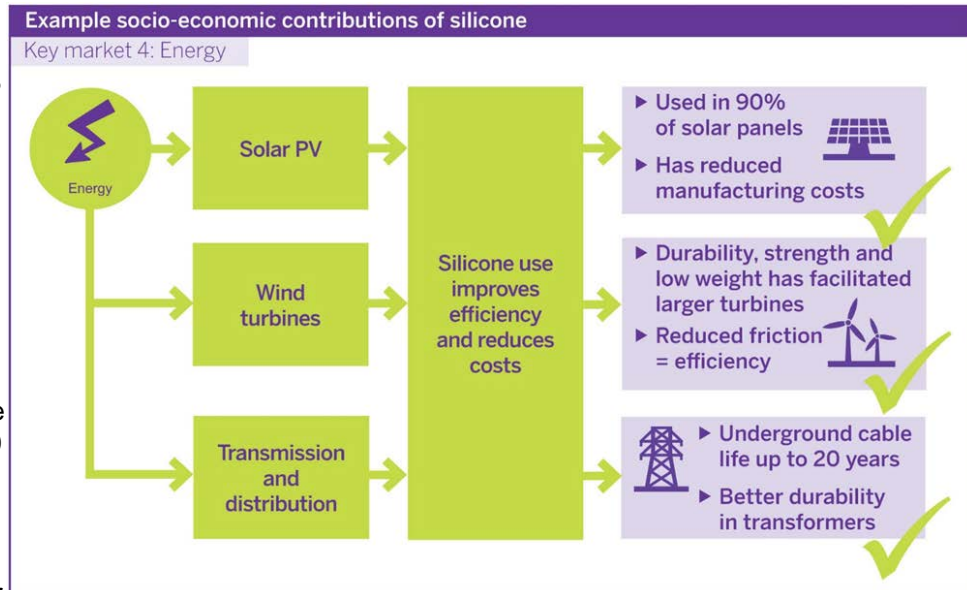 Example socio-economic contributions of silicone
Key market 4: Energy
Energy
Solar PV
Wind
turbines
Transmission
and
distribution
Silicone use
improves
efficiency
and reduces
costs
▶ Used in 90%
of solar panels
▶ Has reduced
manufacturing costs
▶ Durability, strength and
low weight has facilitated
larger turbines
▶ Reduced friction
= efficiency
▶ Underground cable
life up to 20 years
▶ Better durability
in transformers